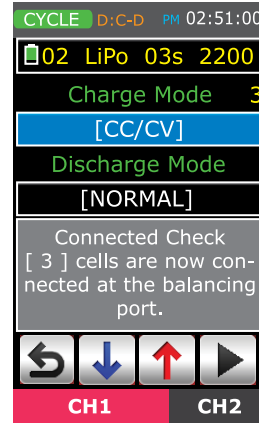 CYCLE D:C-D PM 02:51:00
02 LiPo 03s 2200
Charge Mode 3
[CC/CV]
Discharge Mode
[NORMAL]
Connected Check
[ 3 ] cells are now con-
nected at the balancing
port.
CH1 CH2